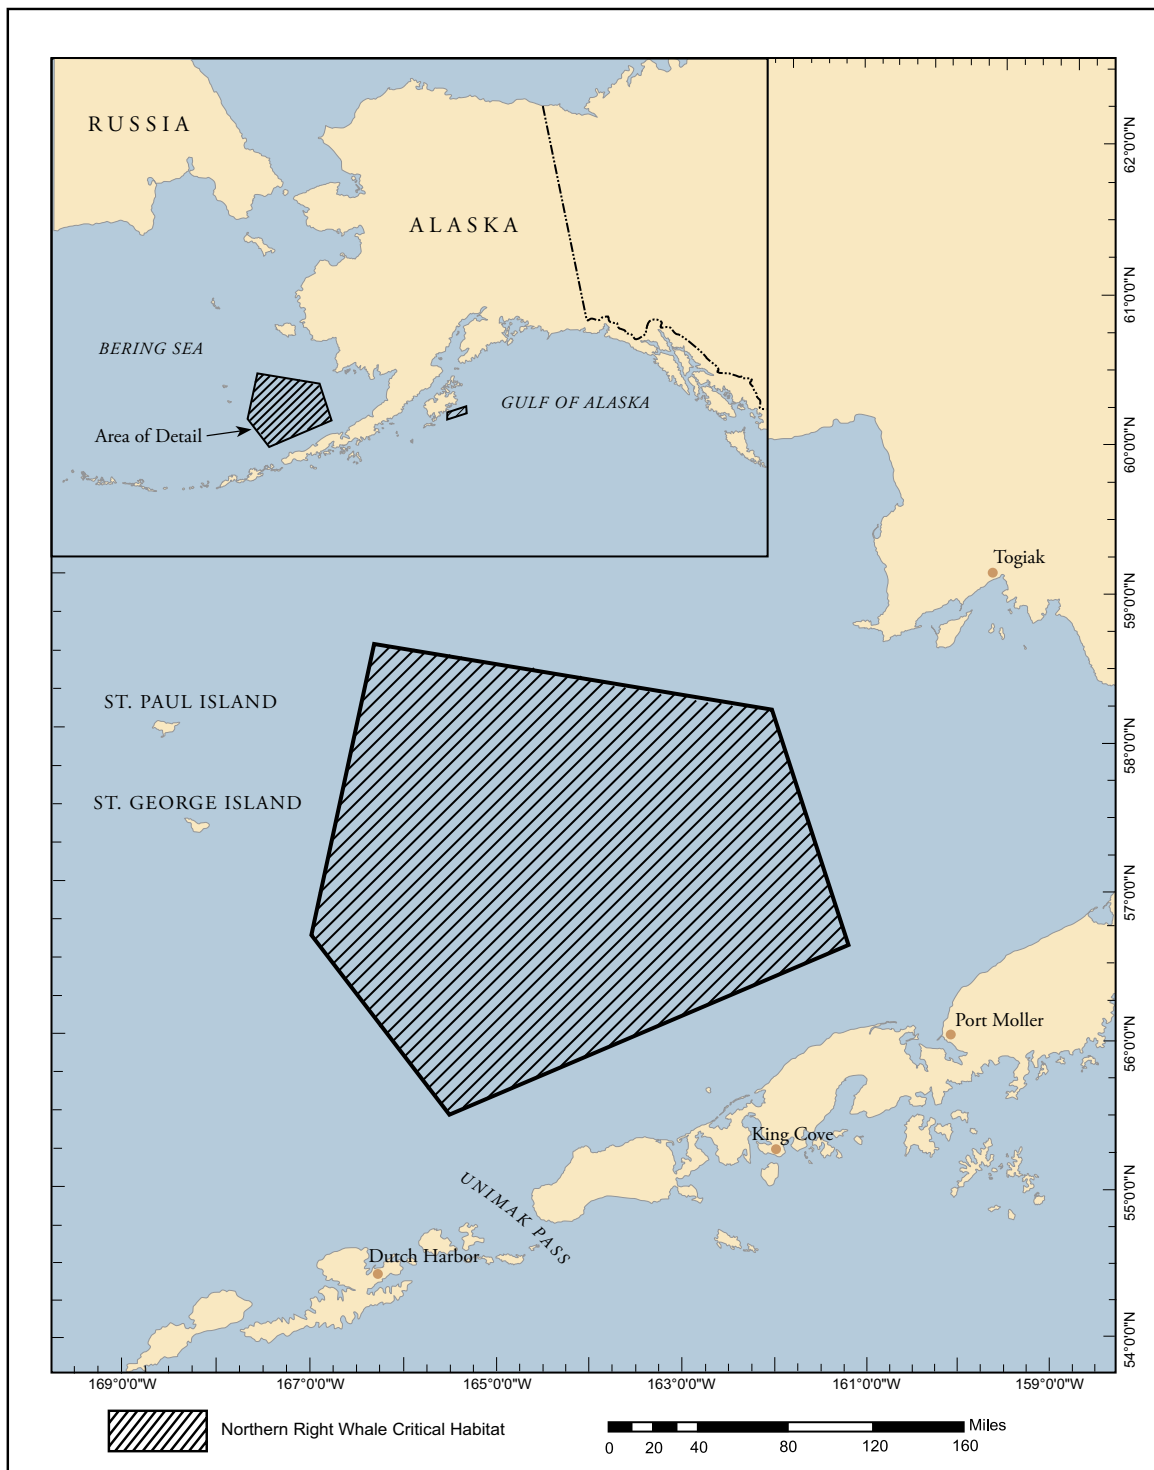 RUSSIA
ALASKA
BERING SEA
GULF OF ALASKA
Area of Detail
Togiak
ST. PAUL ISLAND
ST. GEORGE ISLAND
Port Moller
King Cove
UNIMAK PASS
Dutch Harbor
62°0'0"N
61°0'0"N
60°0'0"N
59°0'0"N
58°0'0"N
57°0'0"N
56°0'0"N
55°0'0"N
54°0'0"N
169°0'0"W
167°0'0"W
165°0'0"W
163°0'0"W
161°0'0"W
159°0'0"W
Northern Right Whale Critical Habitat
Miles
0 20 40 80 120 160